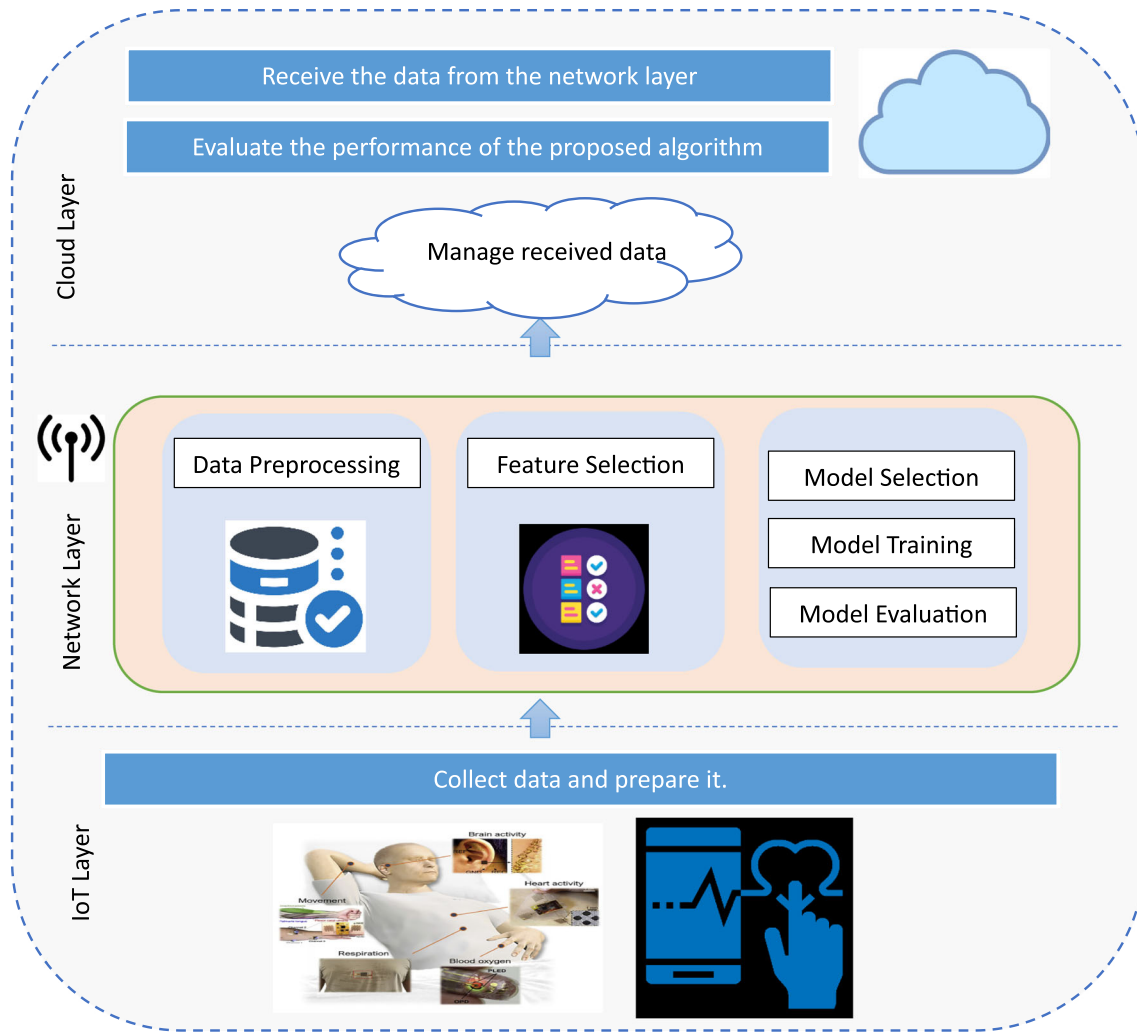 Receive the data from the network layer
Evaluate the performance of the proposed algorithm
Cloud Layer
Manage received data
Network Layer
Data Preprocessing
Feature Selection
Model Selection
Model Training
Model Evaluation
Collect data and prepare it.
IoT Layer
Brain activity
Heart activity
Movement
Respiration
Blood oxygen
PLED
OPD